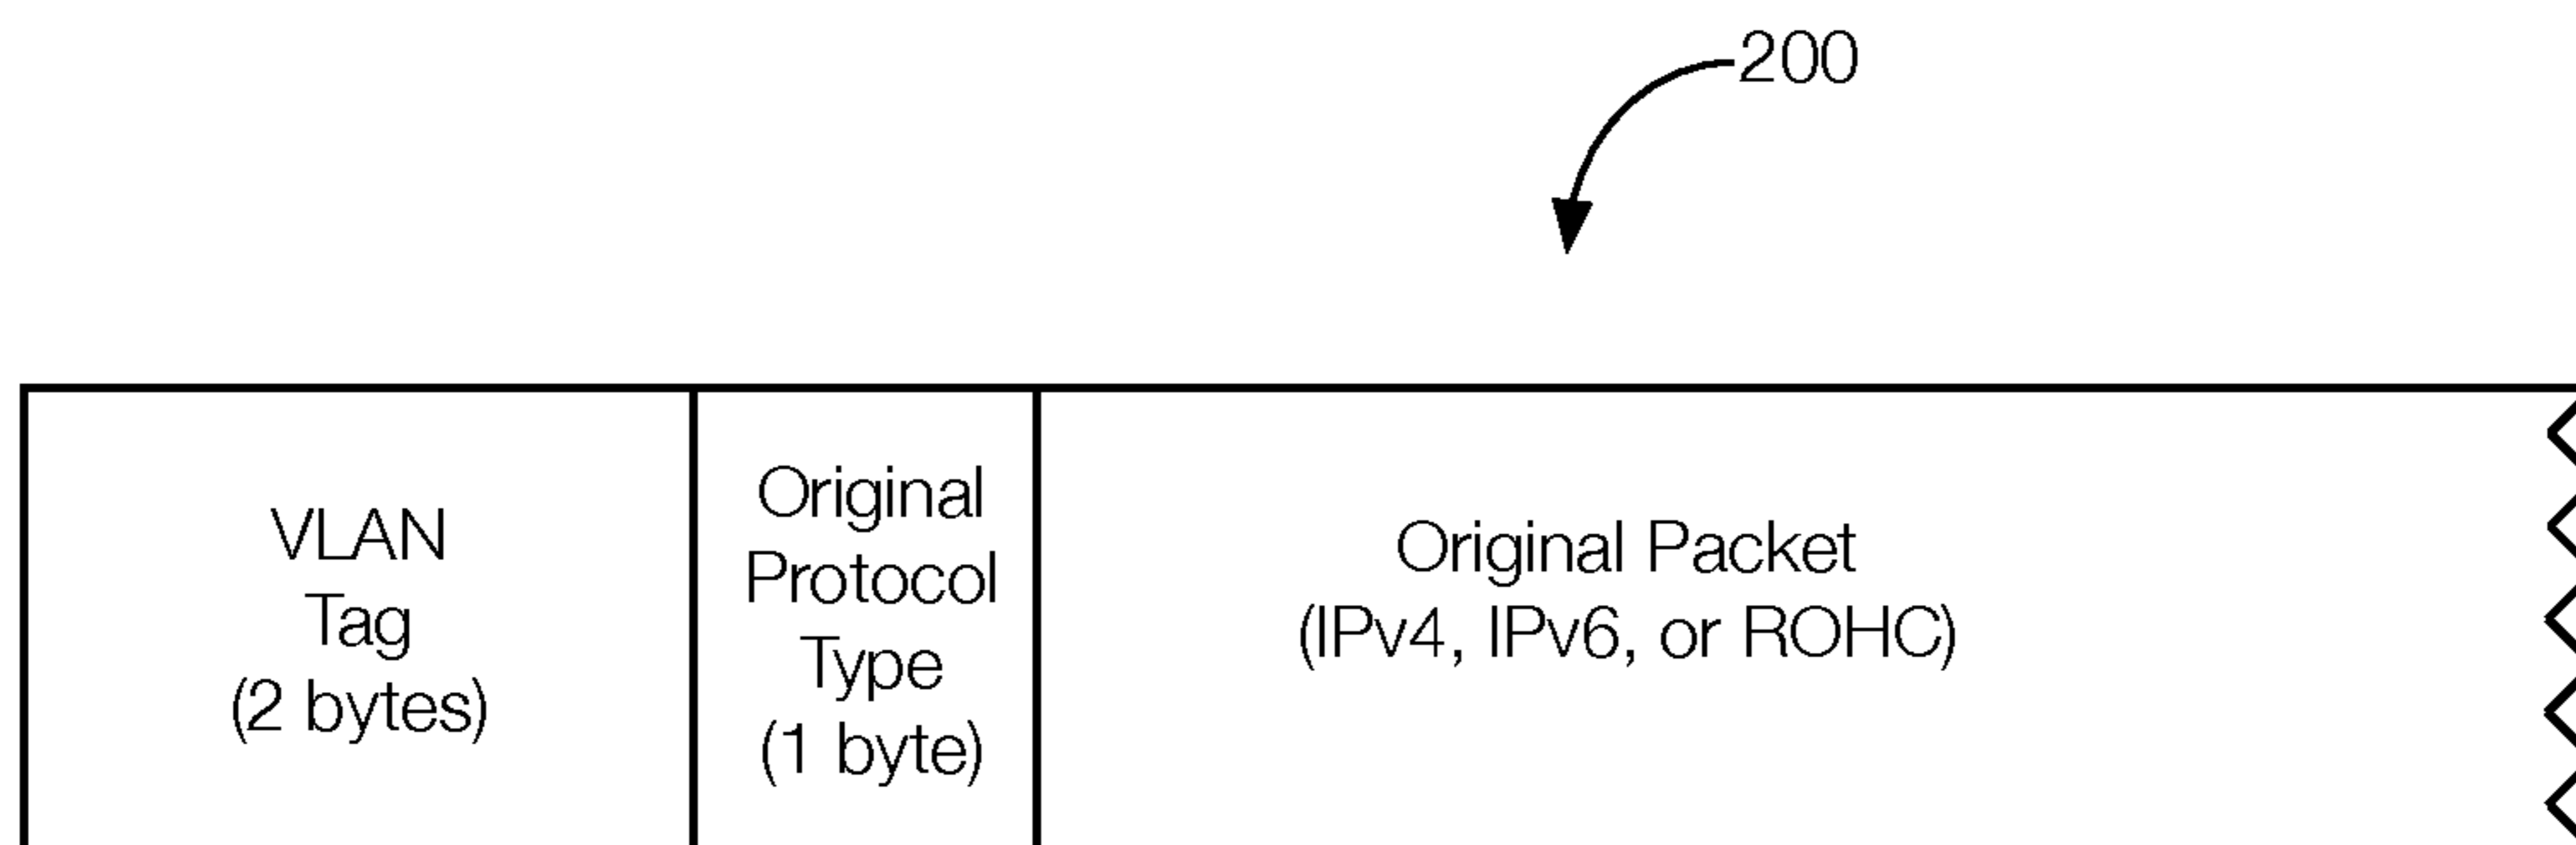 200
VLAN
Tag
(2 bytes)
Original
Protocol
Type
(1 byte)
Original Packet
(IPv4, IPv6, or ROHC)